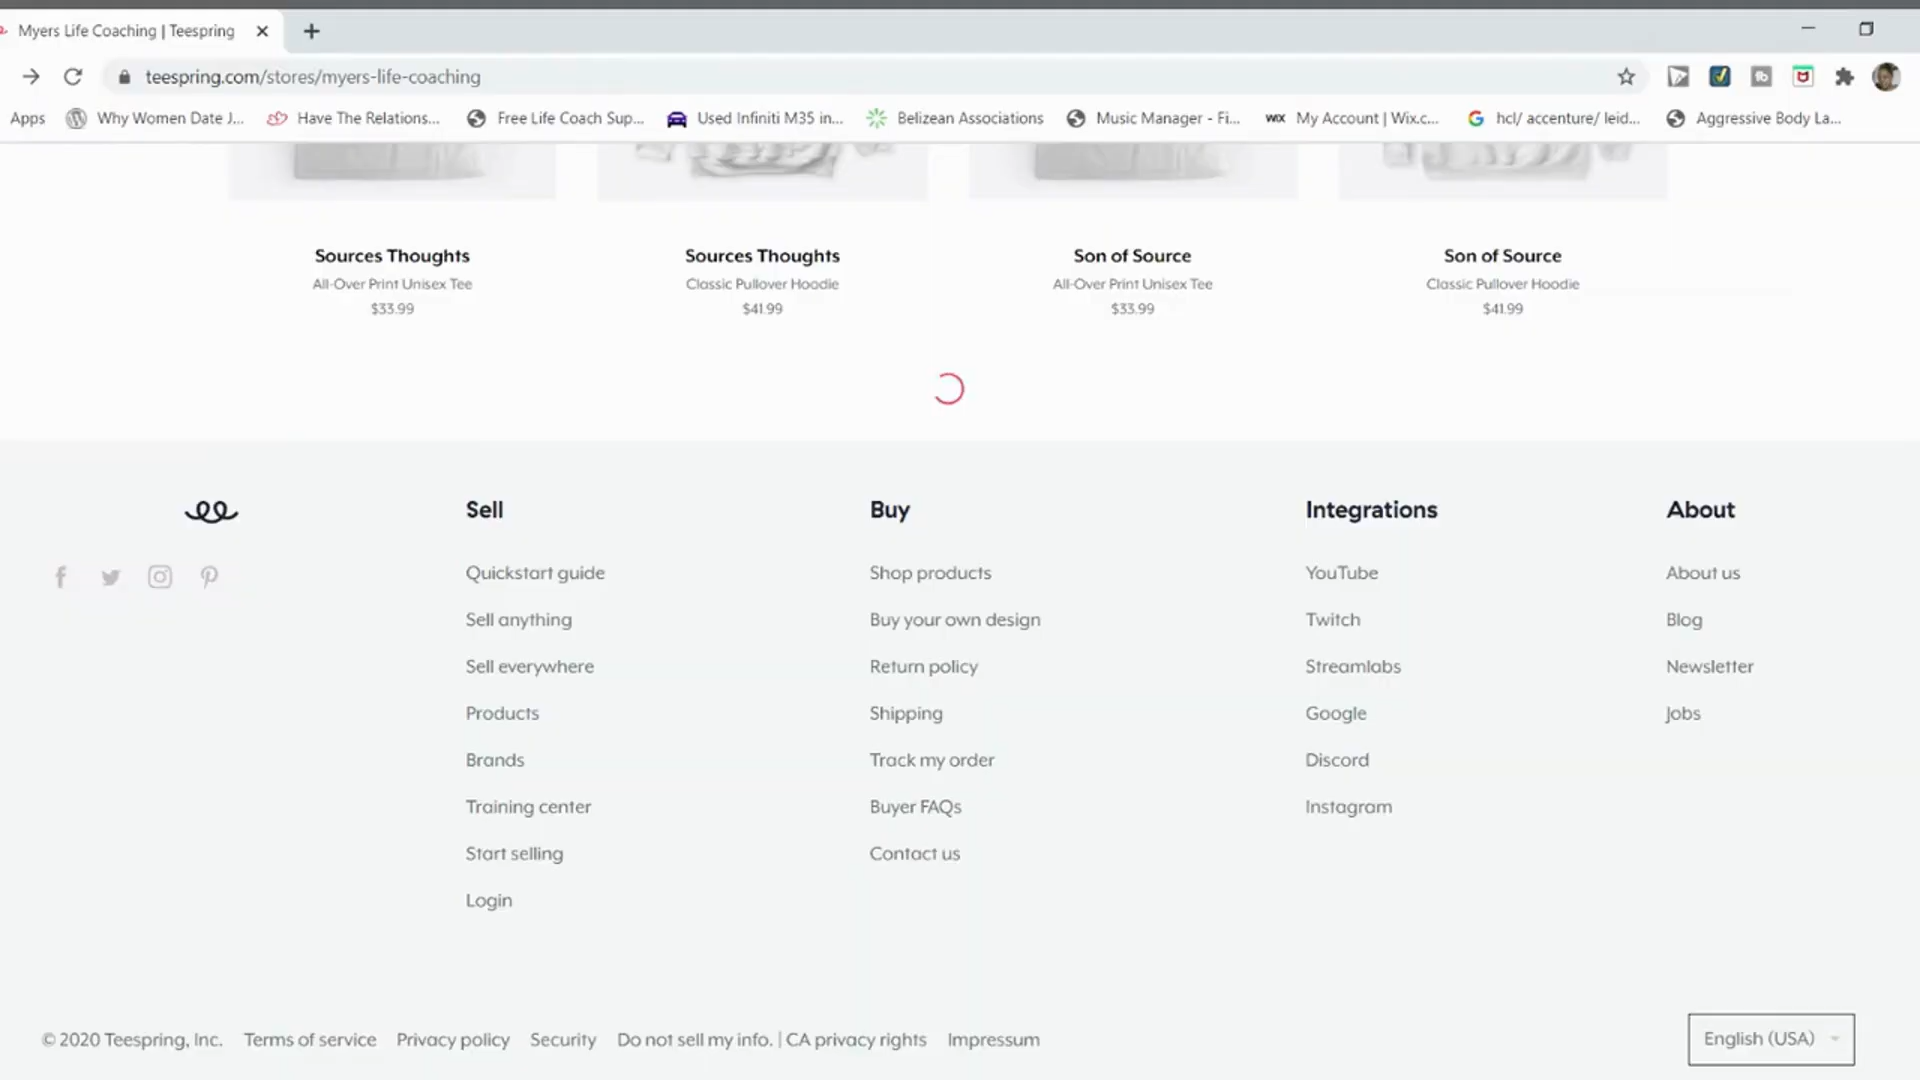 Myers Life Coaching | Teespring
teespring.com/stores/myers-life-coaching
Apps Why Women Date J... Have The Relations... Free Life Coach Sup... Used Infiniti M35 in... Belizean Associations Music Manager - Fi... WIX My Account | Wix.c... hcl/ accenture/ leid... Aggressive Body La...
Sources Thoughts Sources Thoughts Son of Source Son of Source
All-Over Print Unisex Tee Classic Pullover Hoodie All-Over Print Unisex Tee Classic Pullover Hoodie
$33.99 $41.99 $33.99 $41.99
Sell Buy Integrations About
Quickstart guide Shop products YouTube About us
Sell anything Buy your own design Twitch Blog
Sell everywhere Return policy Streamlabs Newsletter
Products Shipping Google Jobs
Brands Track my order Discord
Training center Buyer FAQs Instagram
Start selling Contact us
Login
© 2020 Teespring, Inc. Terms of service Privacy policy Security Do not sell my info. | CA privacy rights Impressum English (USA)